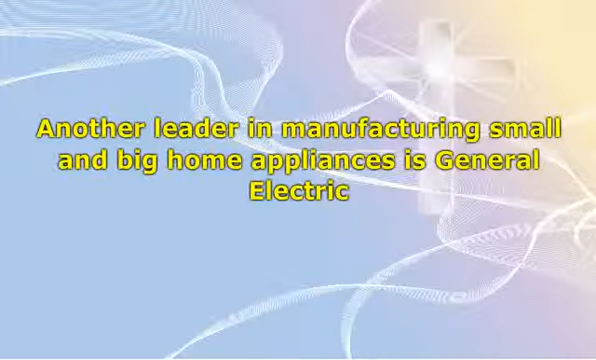 Another leader in manufacturing small
and big home appliances is General
Electric